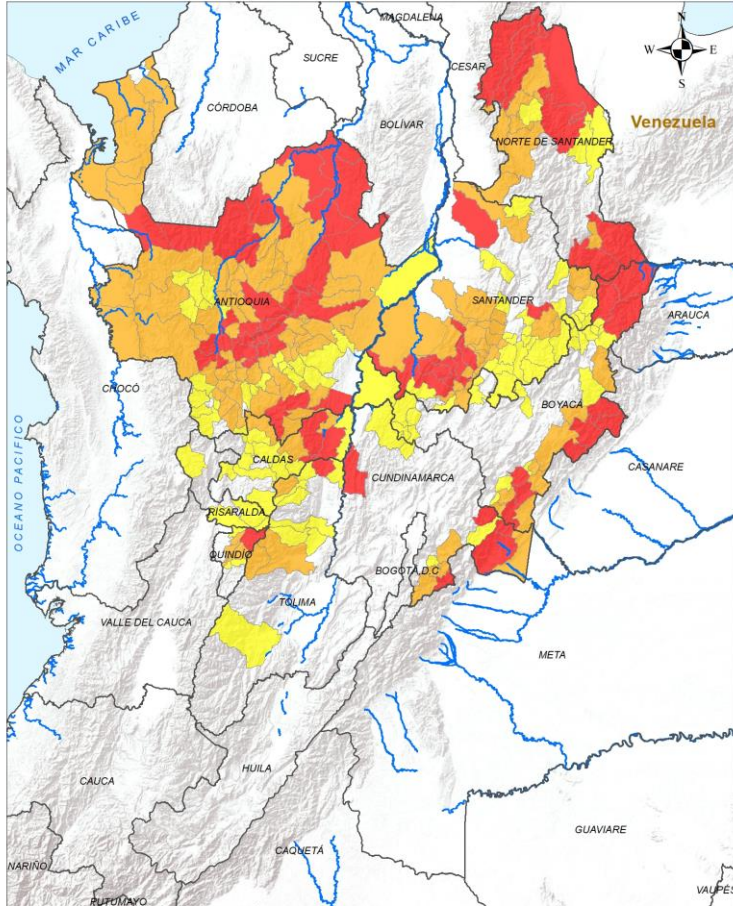 MAGDALENA
N
W E
S
MAR CARIBE
SUCRE
CESAR
CÓRDOBA
BOLÍVAR
Venezuela
NORTE DE SANTANDER
ANTIOQUIA
SANTANDER
ARAUCA
CHOCÓ
BOYACÁ
OCEANO PACIFICO
CALDAS
CUNDINAMARCA
CASANARE
RISARALDA
QUINDÍO
BOGOTÁ, D.C
TOLIMA
VALLE DEL CAUCA
META
HUILA
CAUCA
GUAVIARE
CAQUETÁ
NARIÑO
PUTUMAYO
VAUPÉS